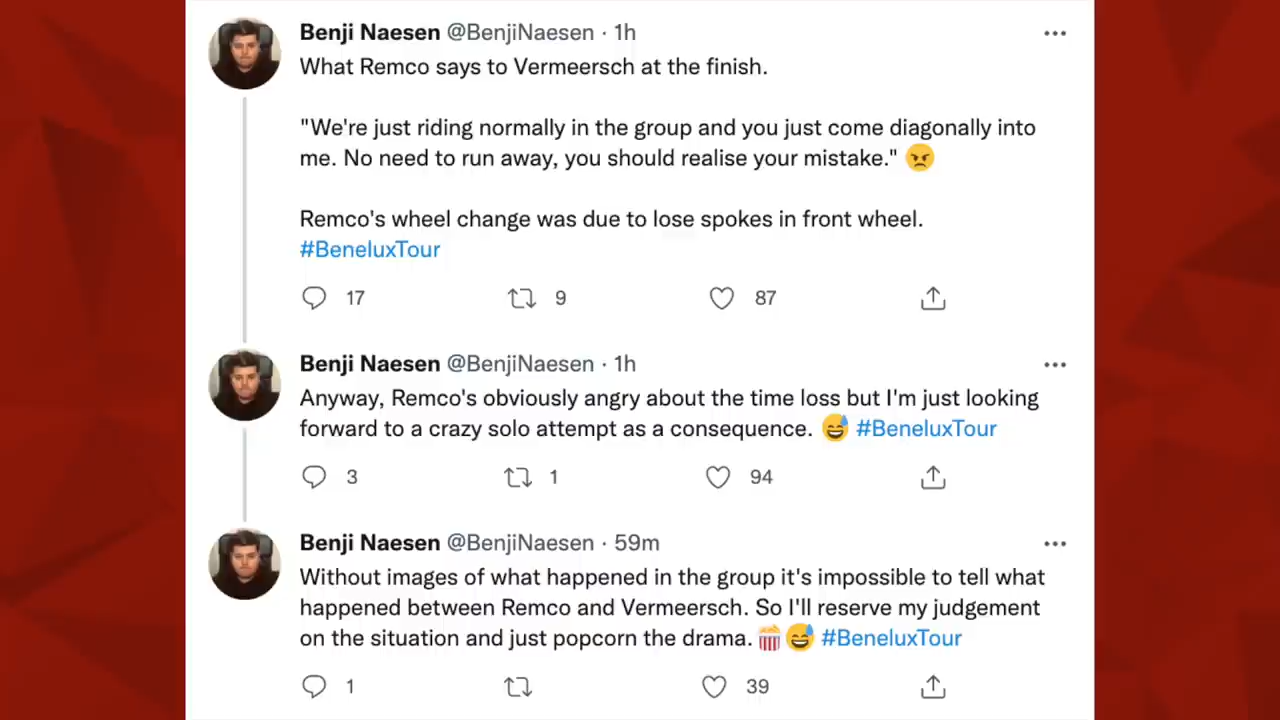 Benji Naesen @BenjiNaesen · 1h
What Remco says to Vermeersch at the finish.
"We're just riding normally in the group and you just come diagonally into
me. No need to run away, you should realise your mistake." 😠
Remco's wheel change was due to lose spokes in front wheel.
#BeneluxTour
17 9 87
Benji Naesen @BenjiNaesen · 1h
Anyway, Remco's obviously angry about the time loss but I'm just looking
forward to a crazy solo attempt as a consequence. 😅 #BeneluxTour
3 1 94
Benji Naesen @BenjiNaesen · 59m
Without images of what happened in the group it's impossible to tell what
happened between Remco and Vermeersch. So I'll reserve my judgement
on the situation and just popcorn the drama. 🍿😅 #BeneluxTour
1 39